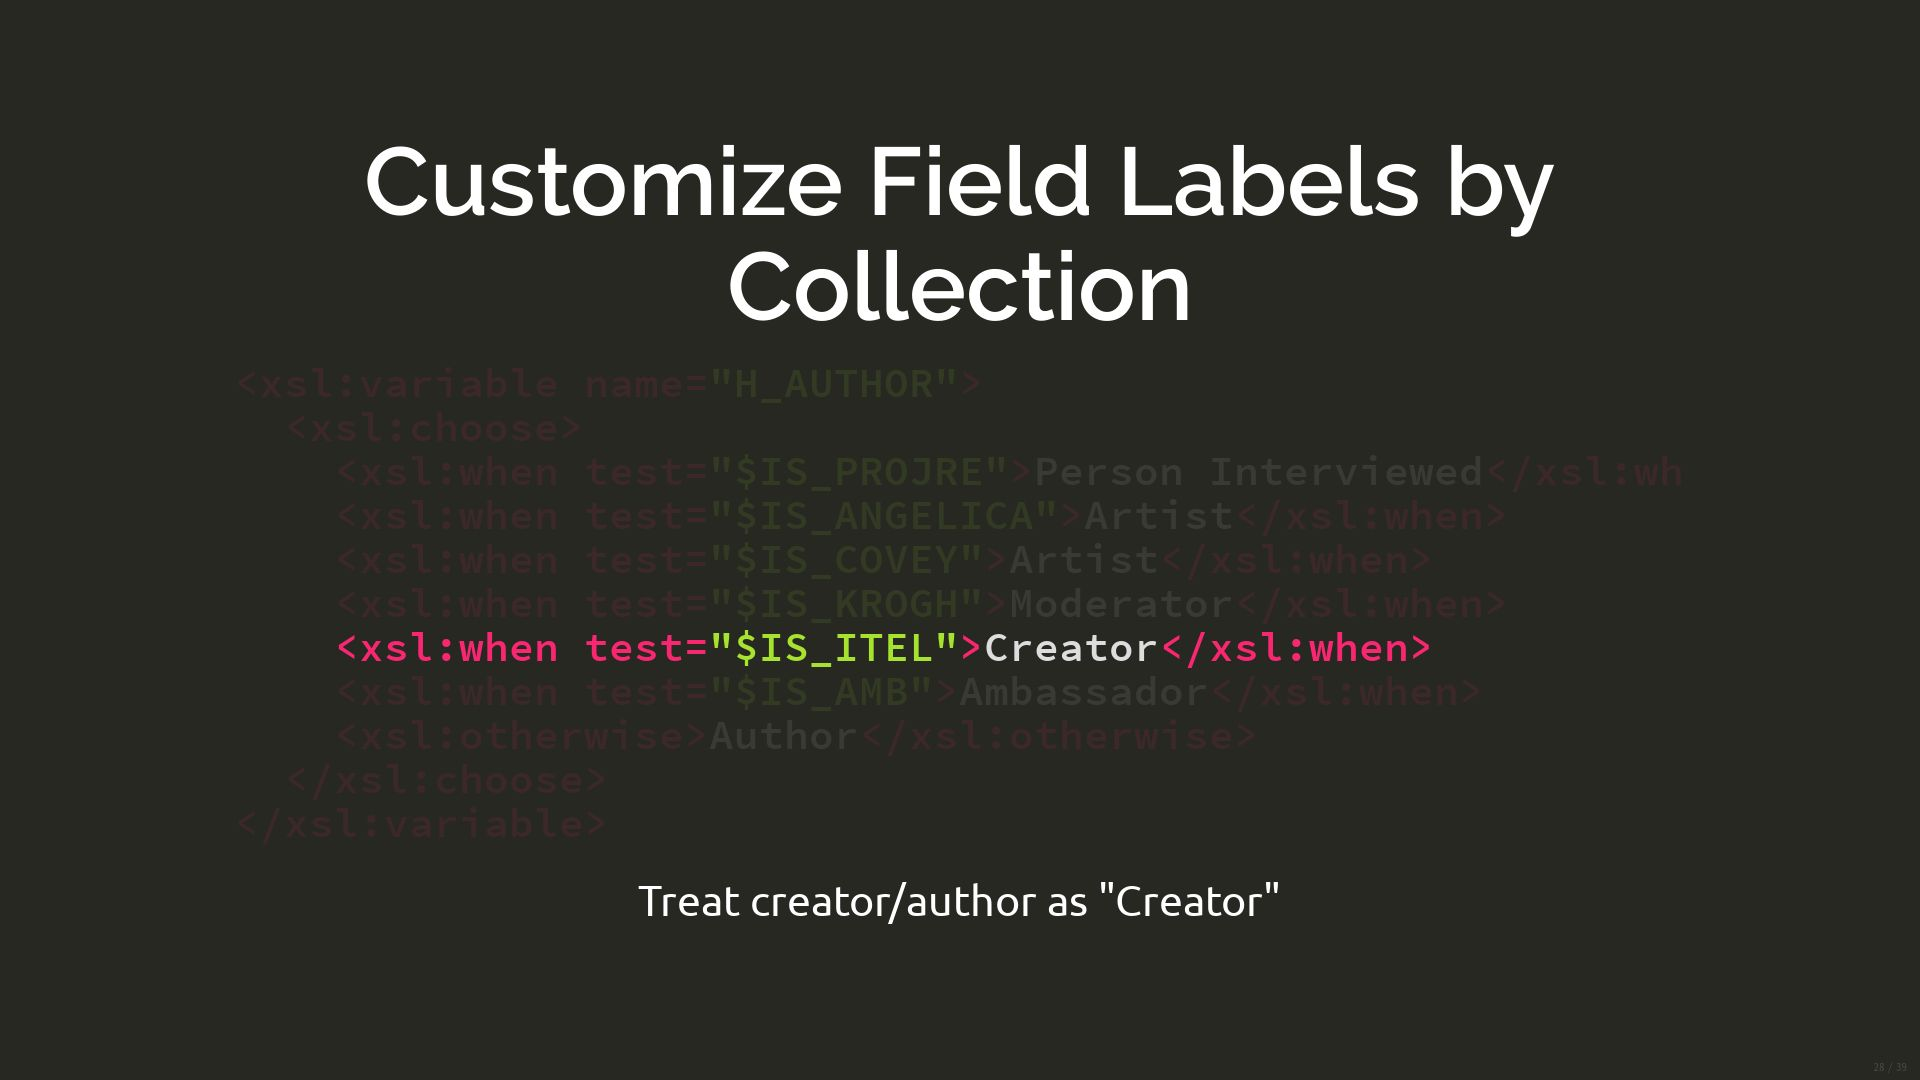 Customize Field Labels by
Collection
<xsl:variable name="H_AUTHOR">
<xsl:choose>
<xsl:when test="$IS_PROJRE">Person Interviewed</xsl:wh
<xsl:when test="$IS_ANGELICA">Artist</xsl:when>
<xsl:when test="$IS_COVEY">Artist</xsl:when>
<xsl:when test="$IS_KROGH">Moderator</xsl:when>
<xsl:when test="$IS_ITEL">Creator</xsl:when>
<xsl:when test="$IS_AMB">Ambassador</xsl:when>
<xsl:otherwise>Author</xsl:otherwise>
</xsl:choose>
</xsl:variable>
Treat creator/author as "Creator"
28 / 39